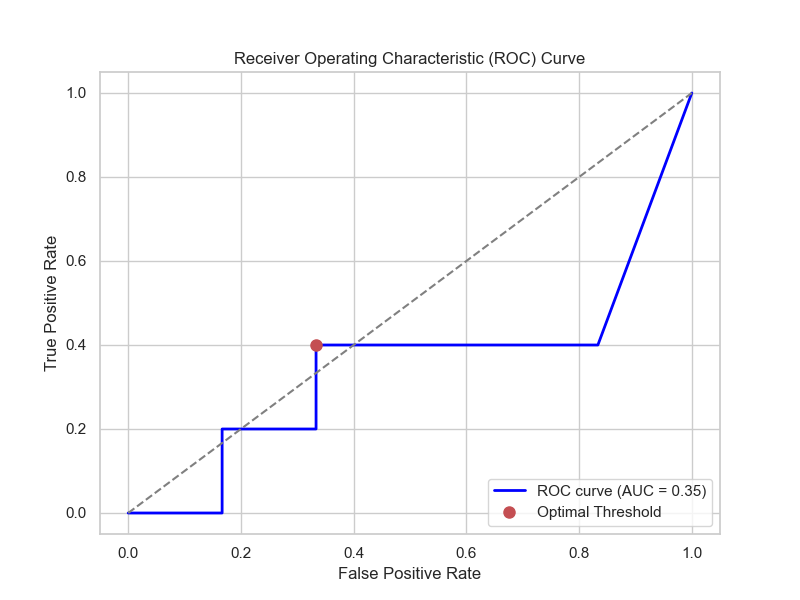 Receiver Operating Characteristic (ROC) Curve
True Positive Rate
1.0
0.8
0.6
0.4
0.2
0.0
ROC curve (AUC = 0.35)
Optimal Threshold
0.0 0.2 0.4 0.6 0.8 1.0
False Positive Rate